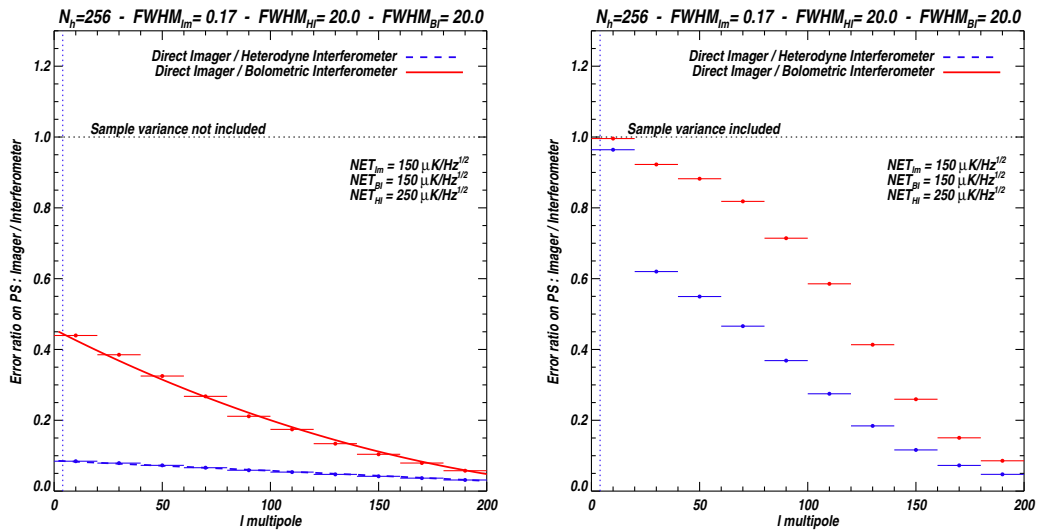 N_h=256 - FWHM_Im= 0.17 - FWHM_HI= 20.0 - FWHM_BI= 20.0
Direct Imager / Heterodyne Interferometer
Direct Imager / Bolometric Interferometer
Sample variance not included
NET_Im = 150 μK/Hz^1/2
NET_BI = 150 μK/Hz^1/2
NET_HI = 250 μK/Hz^1/2
Error ratio on PS : Imager / Interferometer
1.2
1.0
0.8
0.6
0.4
0.2
0.0
0 50 100 150 200
l multipole
N_h=256 - FWHM_Im= 0.17 - FWHM_HI= 20.0 - FWHM_BI= 20.0
Direct Imager / Heterodyne Interferometer
Direct Imager / Bolometric Interferometer
Sample variance included
NET_Im = 150 μK/Hz^1/2
NET_BI = 150 μK/Hz^1/2
NET_HI = 250 μK/Hz^1/2
Error ratio on PS : Imager / Interferometer
1.2
1.0
0.8
0.6
0.4
0.2
0.0
0 50 100 150 200
l multipole